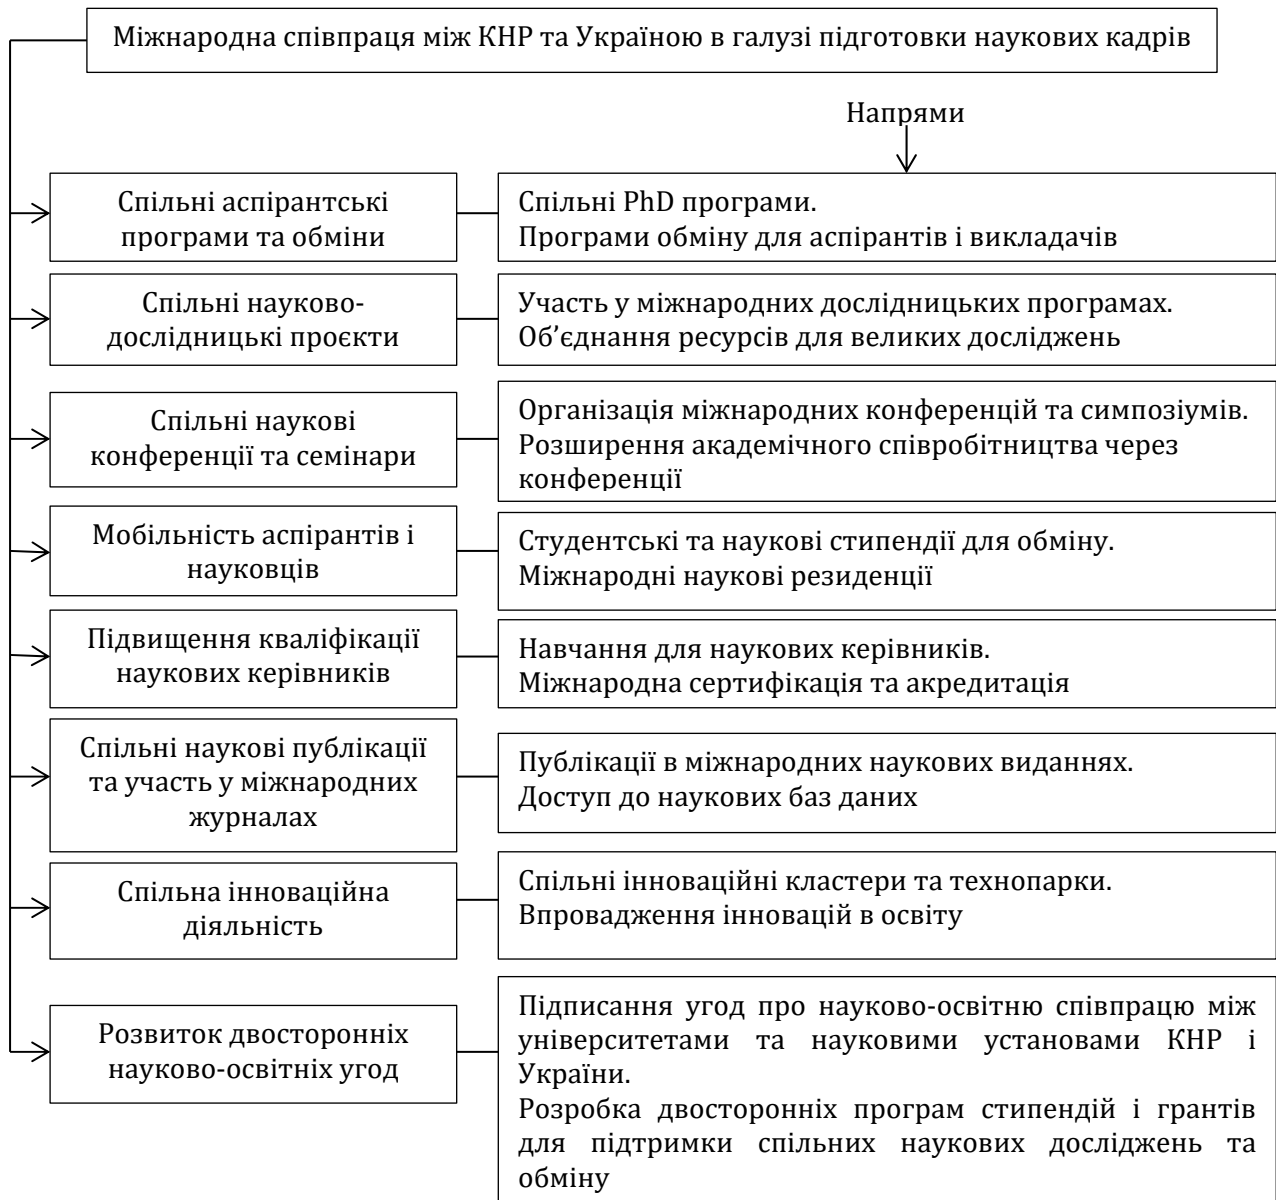 Міжнародна співпраця між КНР та Україною в галузі підготовки наукових кадрів
Напрями
Спільні аспірантські
програми та обміни
Спільні PhD програми.
Програми обміну для аспірантів і викладачів
Спільні науково-
дослідницькі проєкти
Участь у міжнародних дослідницьких програмах.
Об’єднання ресурсів для великих досліджень
Спільні наукові
конференції та семінари
Організація міжнародних конференцій та симпозіумів.
Розширення академічного співробітництва через
конференції
Мобільність аспірантів і
науковців
Студентські та наукові стипендії для обміну.
Міжнародні наукові резиденції
Підвищення кваліфікації
наукових керівників
Навчання для наукових керівників.
Міжнародна сертифікація та акредитація
Спільні наукові публікації
та участь у міжнародних
журналах
Публікації в міжнародних наукових виданнях.
Доступ до наукових баз даних
Спільна інноваційна
діяльність
Спільні інноваційні кластери та технопарки.
Впровадження інновацій в освіту
Розвиток двосторонніх
науково-освітніх угод
Підписання угод про науково-освітню співпрацю між
університетами та науковими установами КНР і
України.
Розробка двосторонніх програм стипендій і грантів
для підтримки спільних наукових досліджень та
обміну